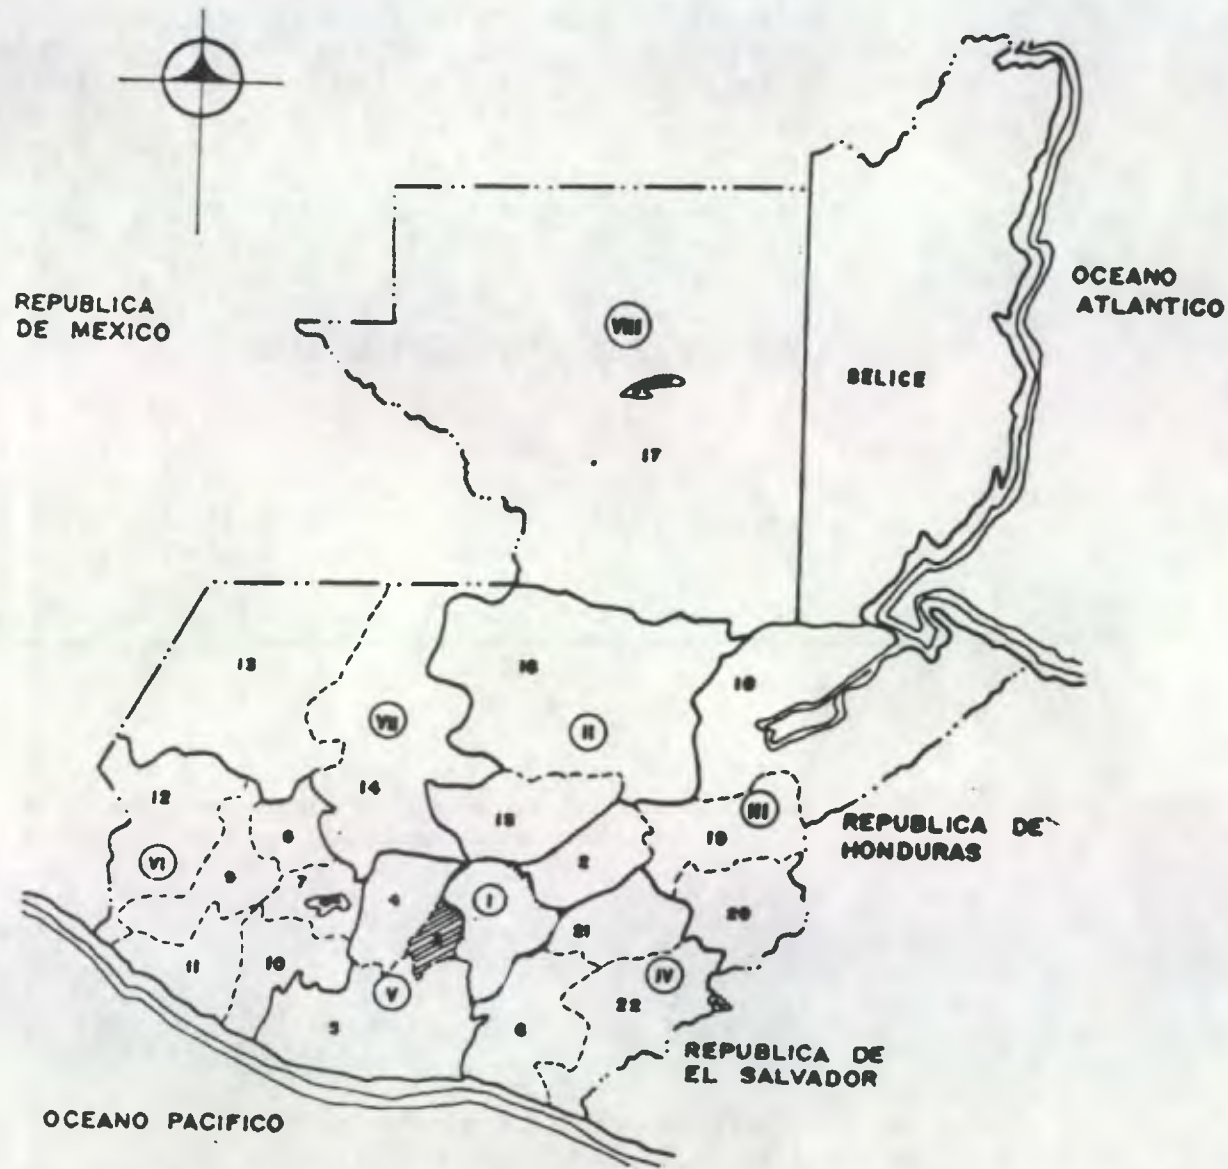 REPUBLICA
DE MEXICO
OCEANO
ATLANTICO
VIII
BELICE
17
13
16
18
VII
II
14
12
8
15
III
19
REPUBLICA DE
HONDURAS
2
VI
9
7
4
I
20
21
11
10
V
IV
22
5
6
REPUBLICA DE
EL SALVADOR
OCEANO PACIFICO